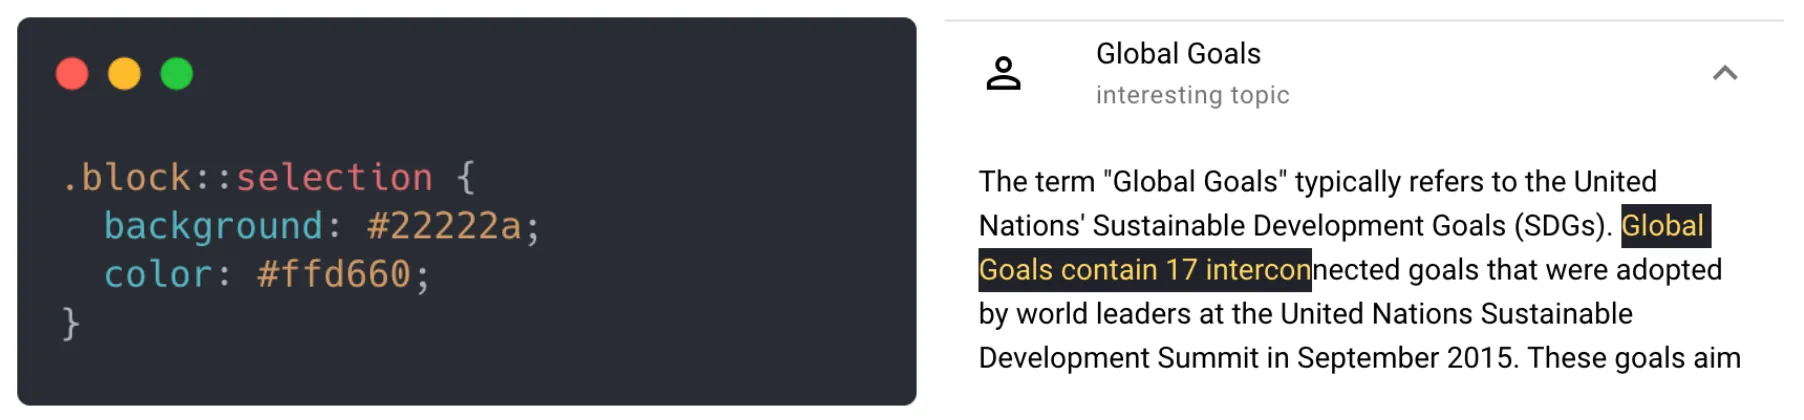 .block::selection {
background: #22222a;
color: #ffd660;
}
Global Goals
interesting topic
The term "Global Goals" typically refers to the United
Nations' Sustainable Development Goals (SDGs). Global
Goals contain 17 interconnected goals that were adopted
by world leaders at the United Nations Sustainable
Development Summit in September 2015. These goals aim